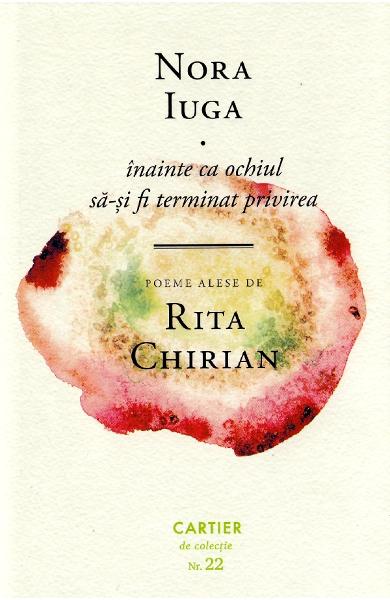 NORA
IUGA
•
înainte ca ochiul
să-și fi terminat privirea
POEME ALESE DE
RITA
CHIRIAN
CARTIER
de colecție
Nr. 22